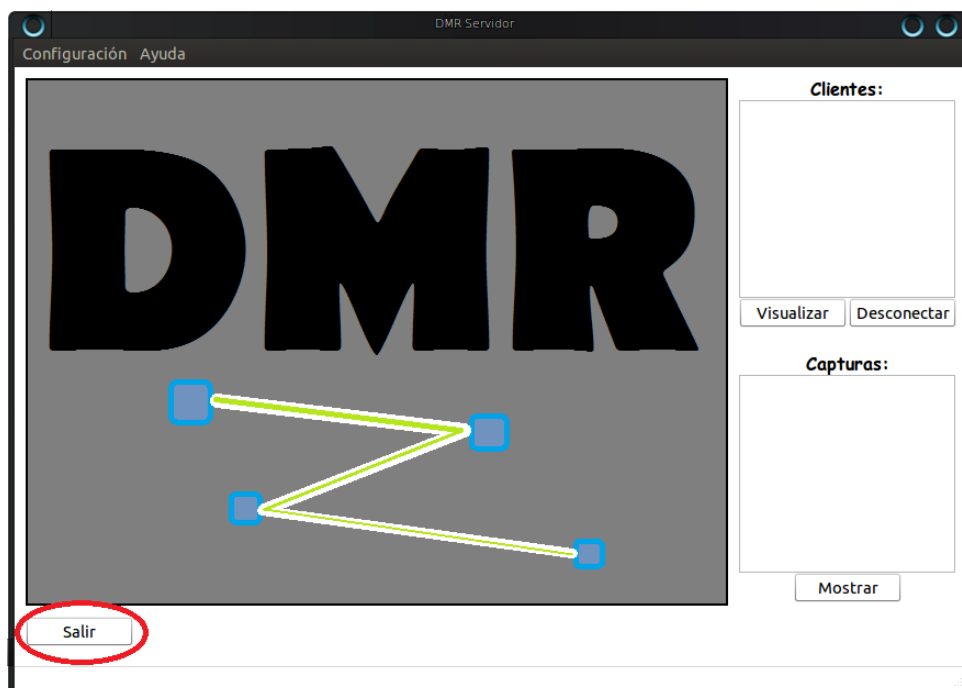 DMR Servidor
Configuración Ayuda
DMR
Clientes:
Visualizar Desconectar
Capturas:
Mostrar
Salir